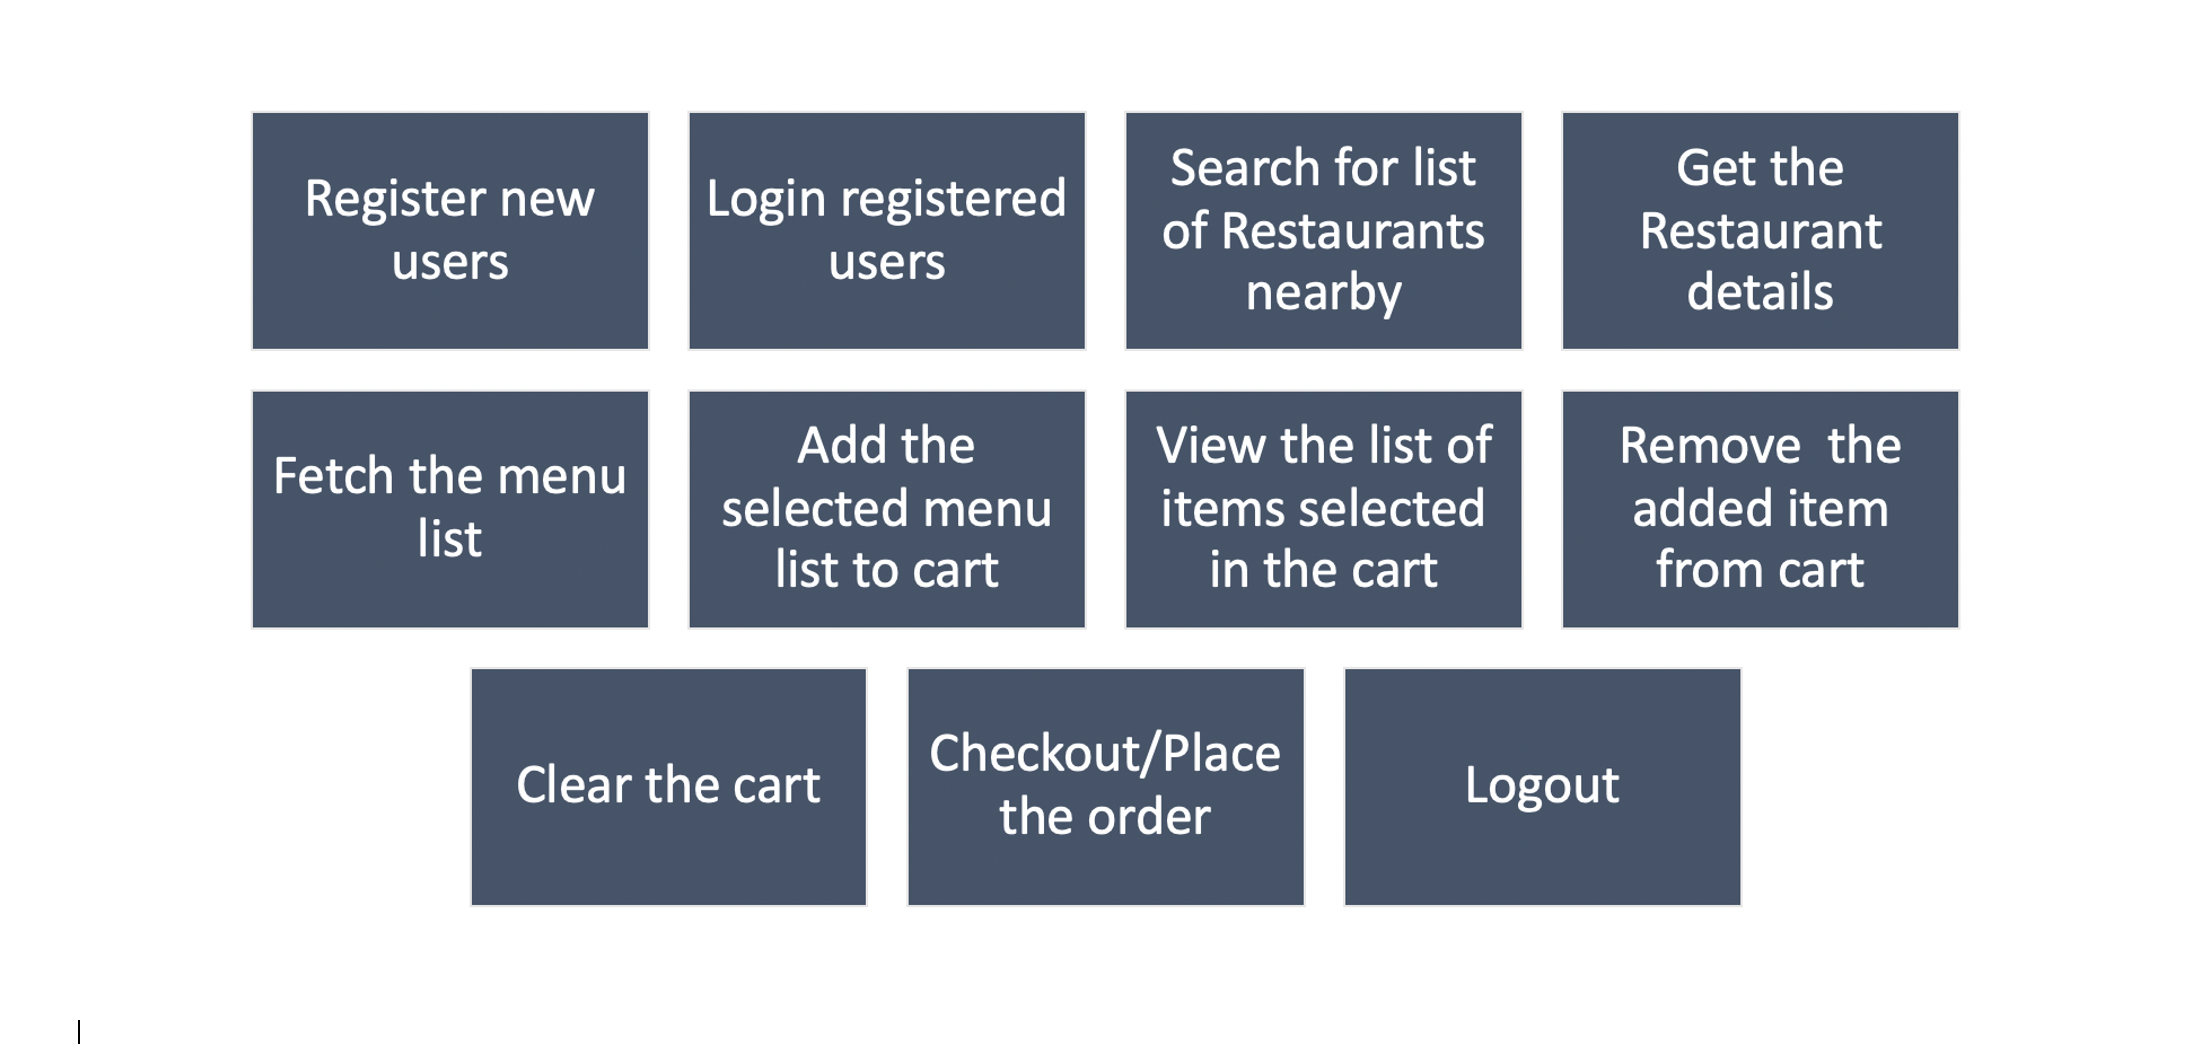 Register new
users
Login registered
users
Search for list
of Restaurants
nearby
Get the
Restaurant
details
Fetch the menu
list
Add the
selected menu
list to cart
View the list of
items selected
in the cart
Remove  the
added item
from cart
Clear the cart
Checkout/Place
the order
Logout